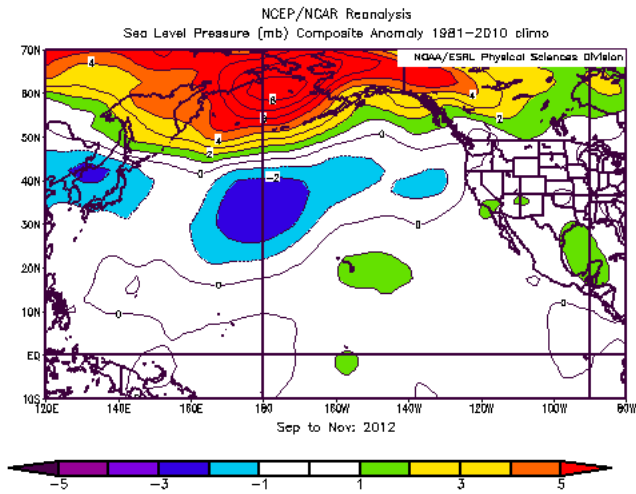 NCEP/NCAR Reanalysis
Sea Level Pressure (mb) Composite Anomaly 1981-2010 climo
NOAA/ESRL Physical Sciences Division
70N
60N
50N
40N
30N
20N
10N
EQ
10S
4
8
4
4
2
2
0
0
-2
0
0
0
0
120E 140E 160E 180 160W 140W 120W 100W 80W
Sep to Nov: 2012
-5 -3 -1 1 3 5